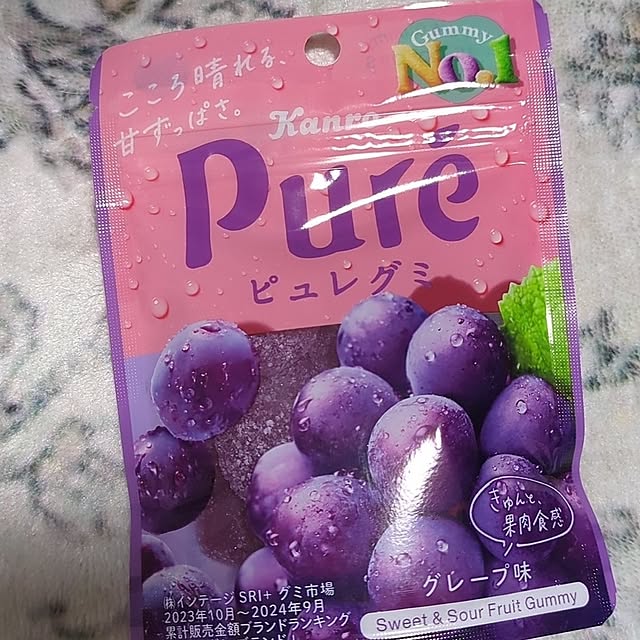 Gummy
No.1
こころ晴れる、
甘ずっぱさ。
Kanro
Puré
ピュレグミ
きゅんと、
果肉食感
グレープ味
Sweet & Sour Fruit Gummy
㈱インテージ SRI+ グミ市場
2023年10月〜2024年9月
累計販売金額ブランドランキング